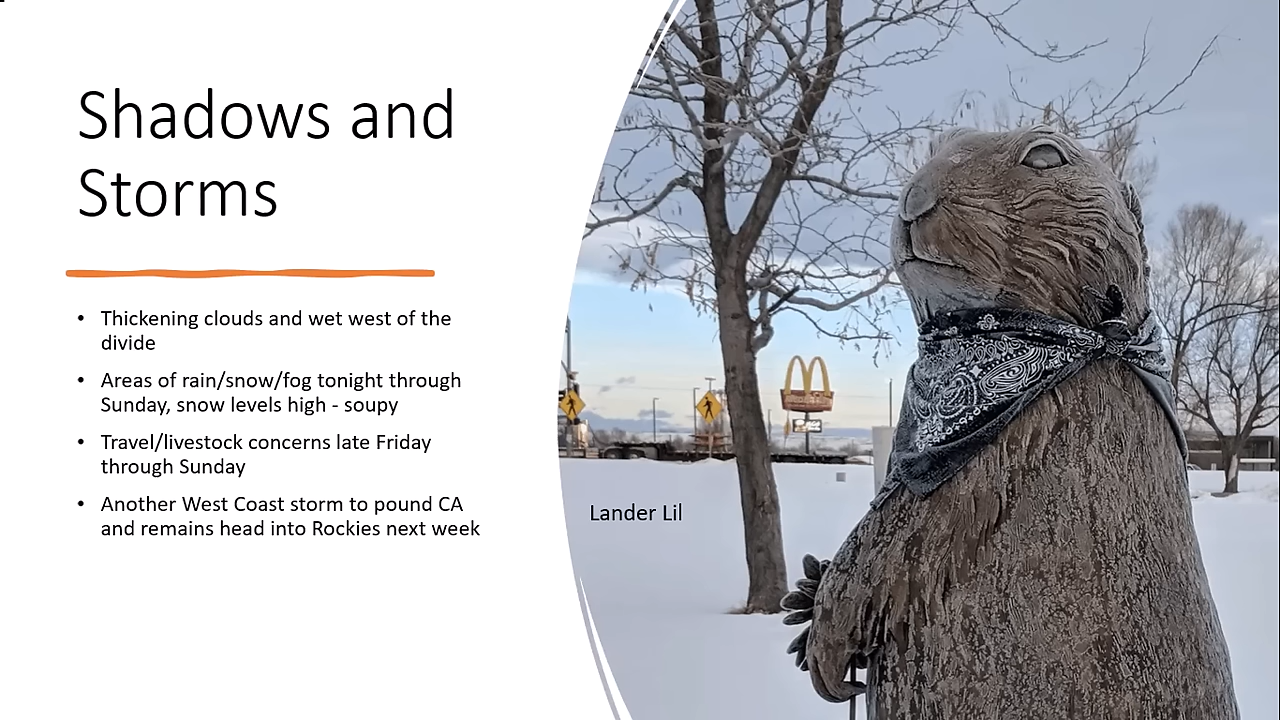 Shadows and
Storms
• Thickening clouds and wet west of the
divide
• Areas of rain/snow/fog tonight through
Sunday, snow levels high - soupy
• Travel/livestock concerns late Friday
through Sunday
• Another West Coast storm to pound CA
and remains head into Rockies next week
Lander Lil